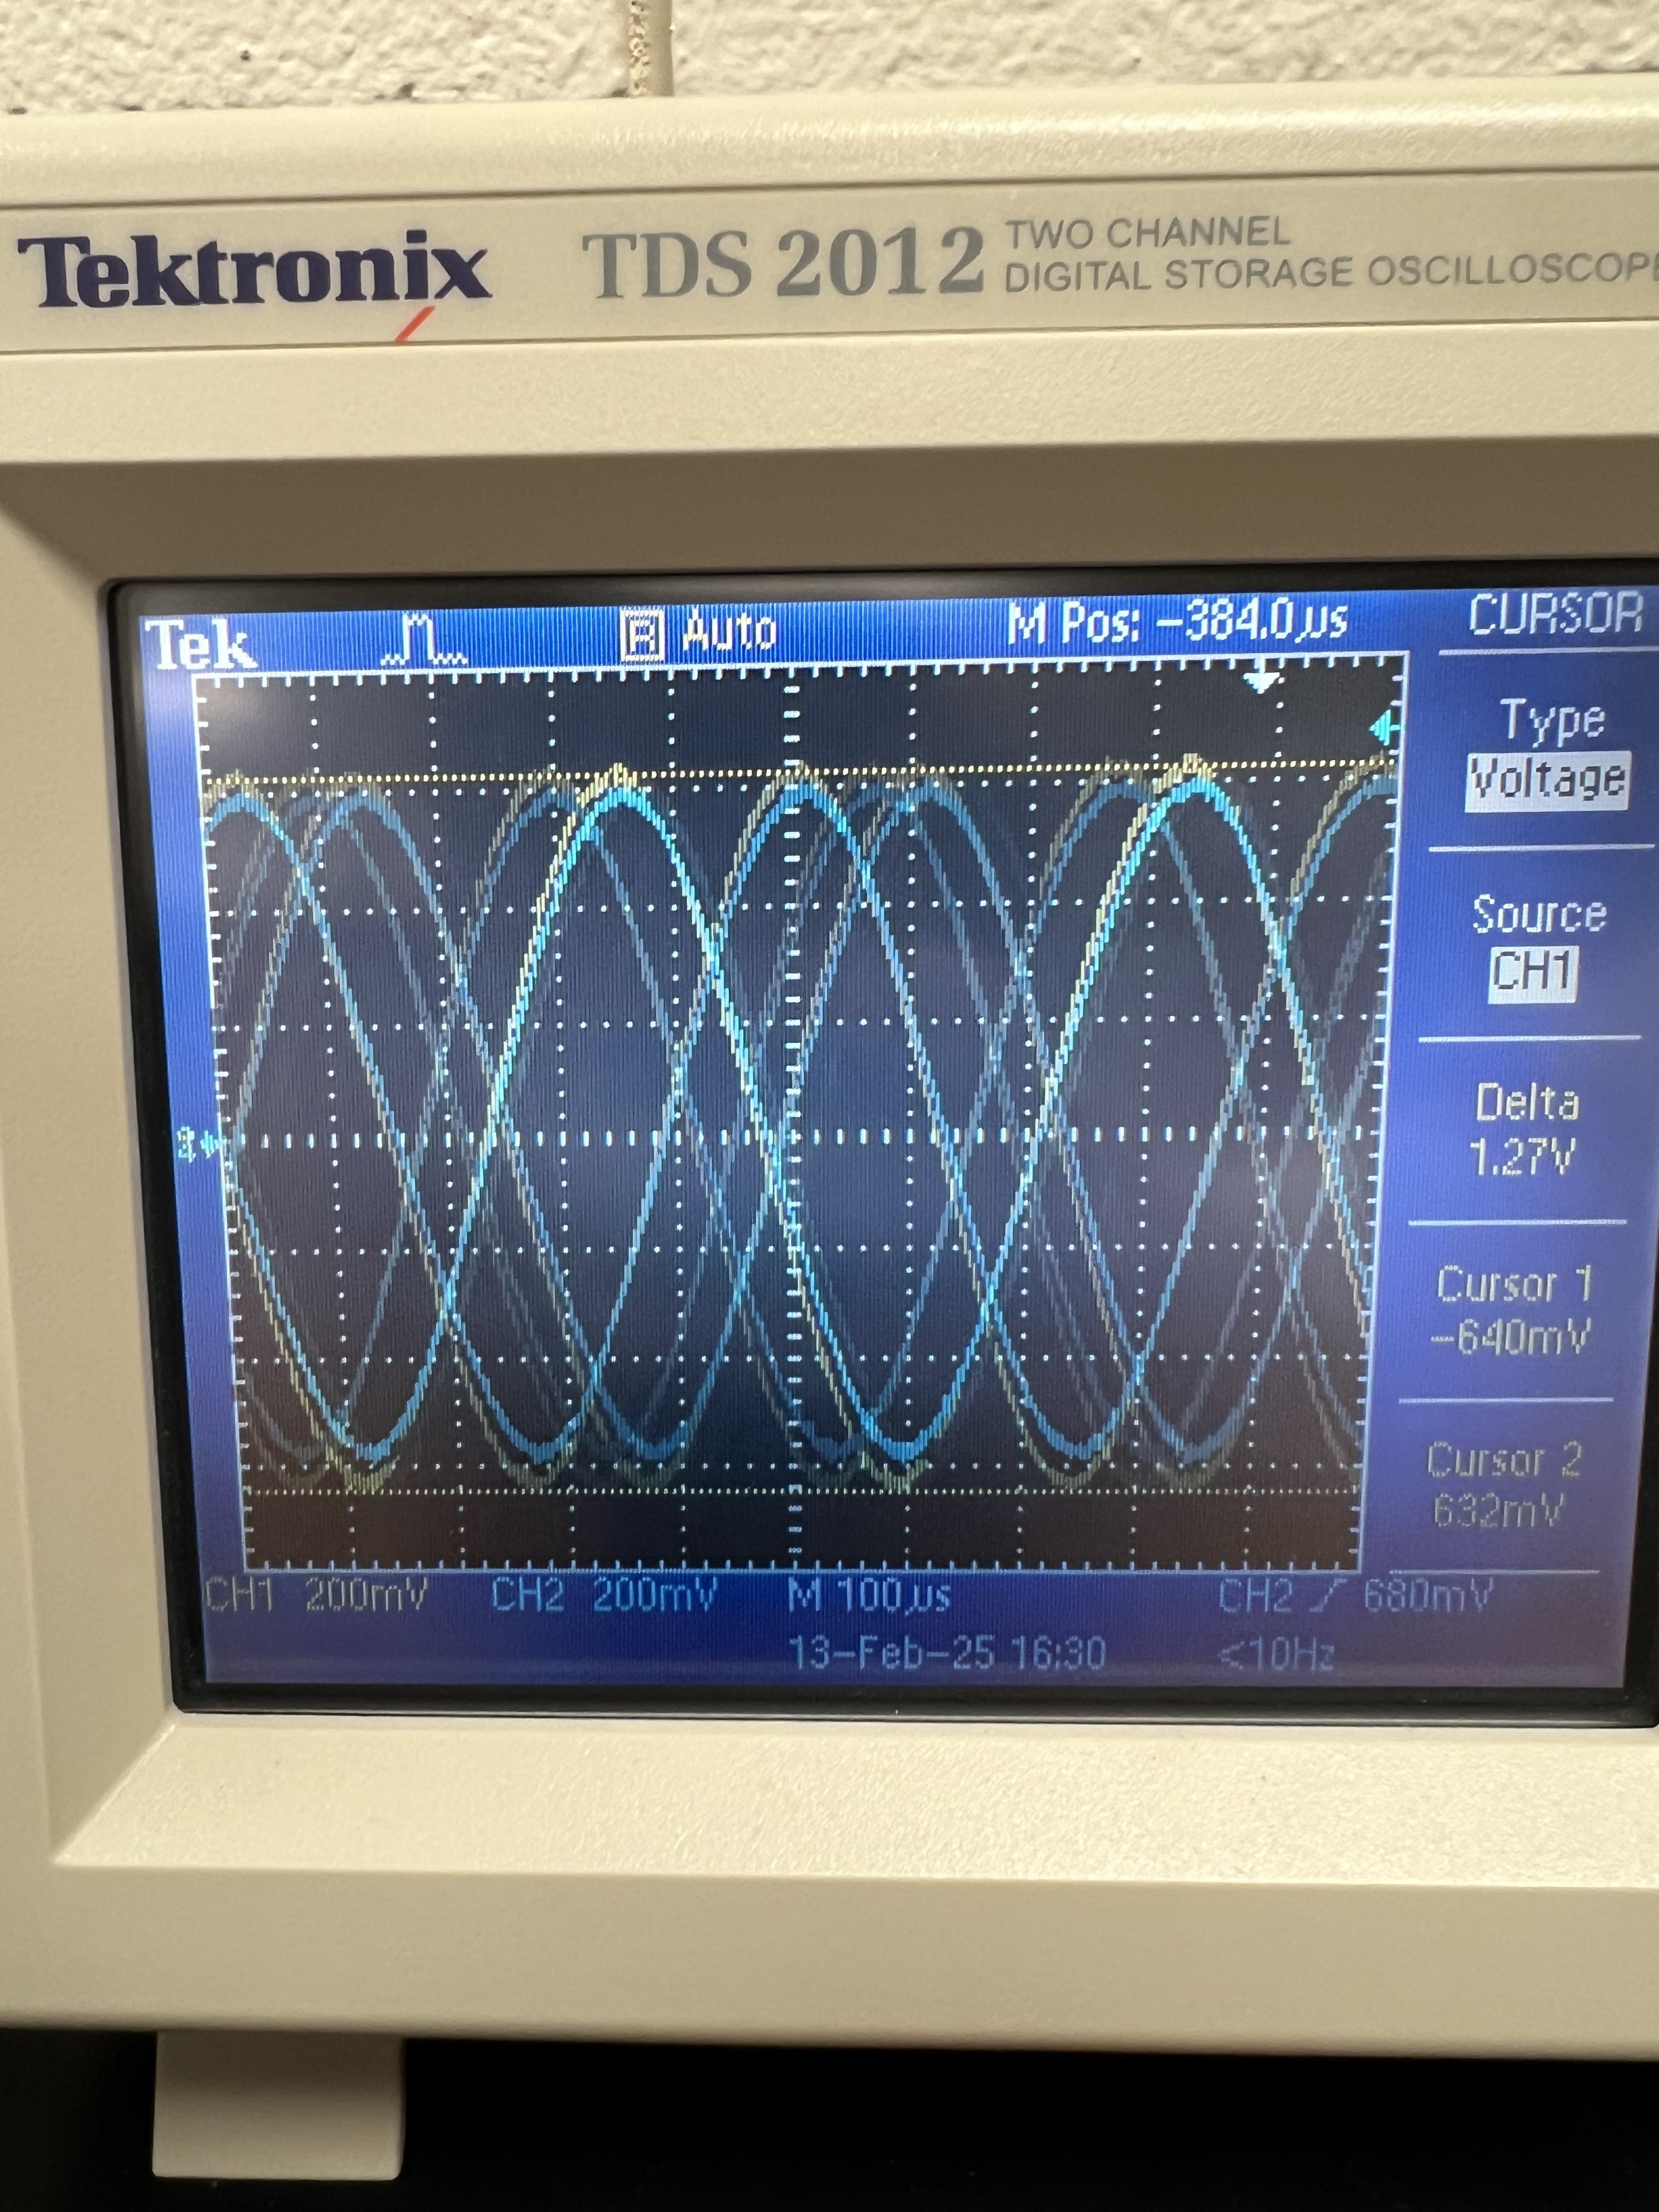 Tektronix TDS 2012 TWO CHANNEL
DIGITAL STORAGE OSCILLOSCOPE
Tek R Auto M Pos: -384.0µs CURSOR
Type
Voltage
Source
CH1
Delta
1.27V
Cursor 1
-640mV
Cursor 2
632mV
CH1 200mV CH2 200mV M 100µs CH2 680mV
13-Feb-25 16:30 <10Hz